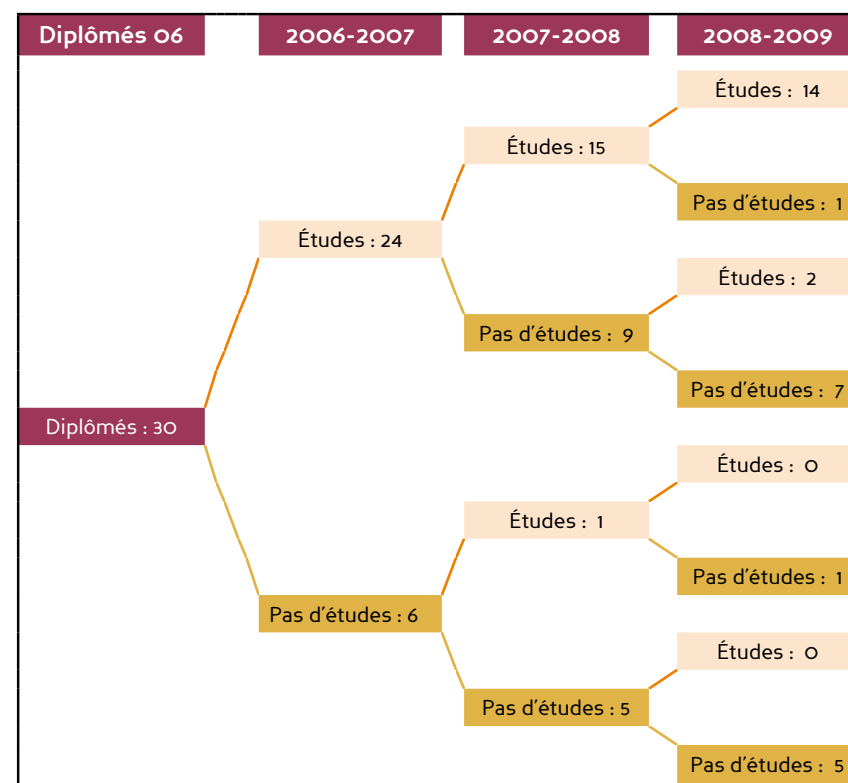 Diplômés 06 2006-2007 2007-2008 2008-2009
Études : 14
Études : 15
Pas d'études : 1
Études : 24
Études : 2
Pas d'études : 9
Pas d'études : 7
Diplômés : 30
Études : 0
Études : 1
Pas d'études : 1
Pas d'études : 6
Études : 0
Pas d'études : 5
Pas d'études : 5